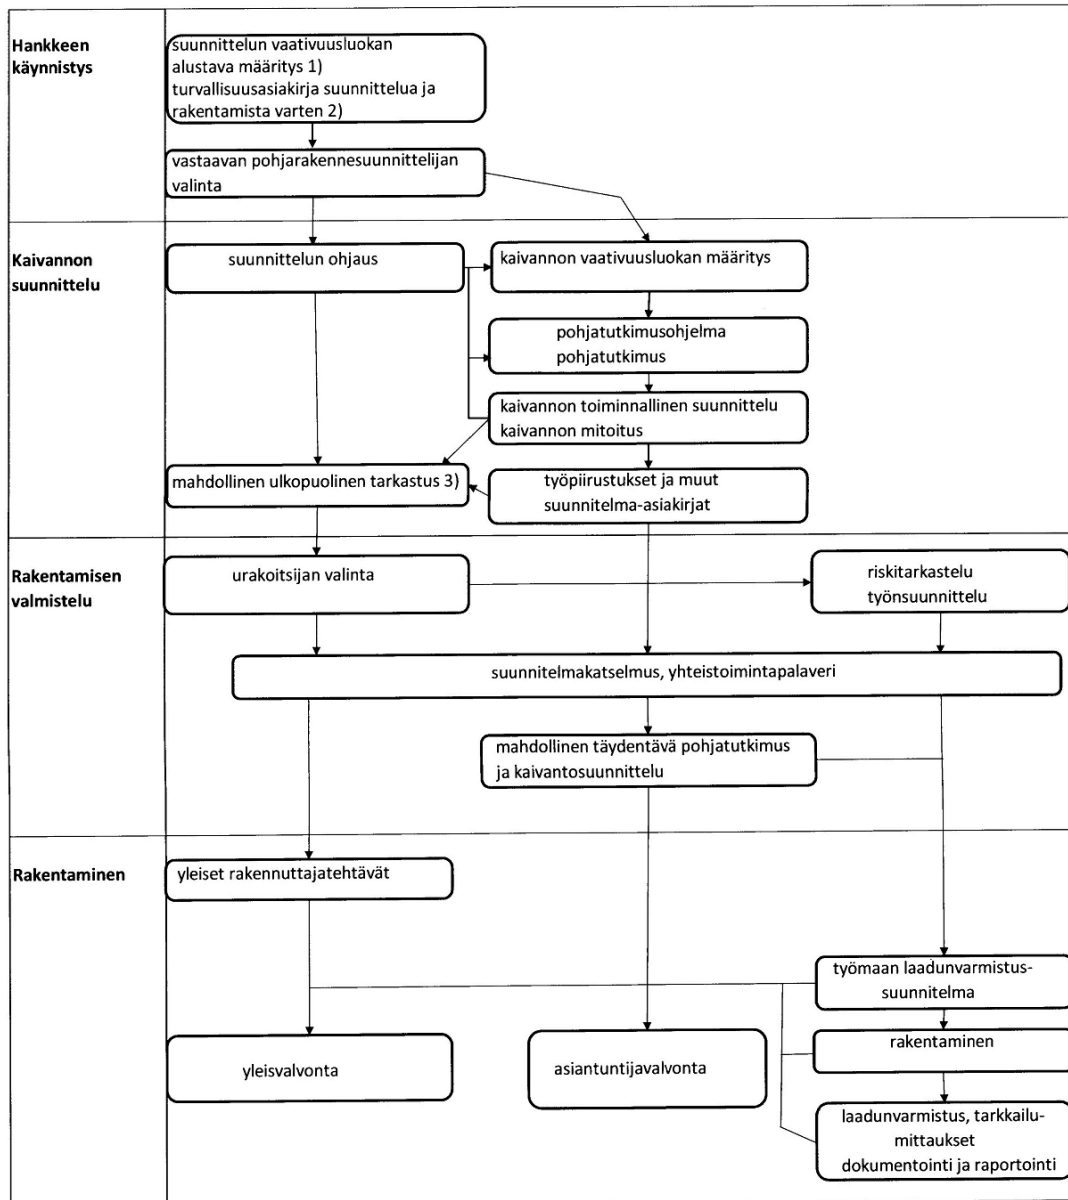 Hankkeen
käynnistys
suunnittelun vaativuusluokan
alustava määritys 1)
turvallisuusasiakirja suunnittelua ja
rakentamista varten 2)
vastaavan pohjarakennesuunnittelijan
valinta
Kaivannon
suunnittelu
suunnittelun ohjaus
kaivannon vaativuusluokan määritys
pohjatutkimusohjelma
pohjatutkimus
kaivannon toiminnallinen suunnittelu
kaivannon mitoitus
mahdollinen ulkopuolinen tarkastus 3)
työpiirustukset ja muut
suunnitelma-asiakirjat
Rakentamisen
valmistelu
urakoitsijan valinta
riskitarkastelu
työnsuunnittelu
suunnitelmakatselmus, yhteistoimintapalaveri
mahdollinen täydentävä pohjatutkimus
ja kaivantosuunnittelu
Rakentaminen
yleiset rakennuttajatehtävät
työmaan laadunvarmistus-
suunnitelma
rakentaminen
yleisvalvonta
asiantuntijavalvonta
laadunvarmistus, tarkkailu-
mittaukset
dokumentointi ja raportointi